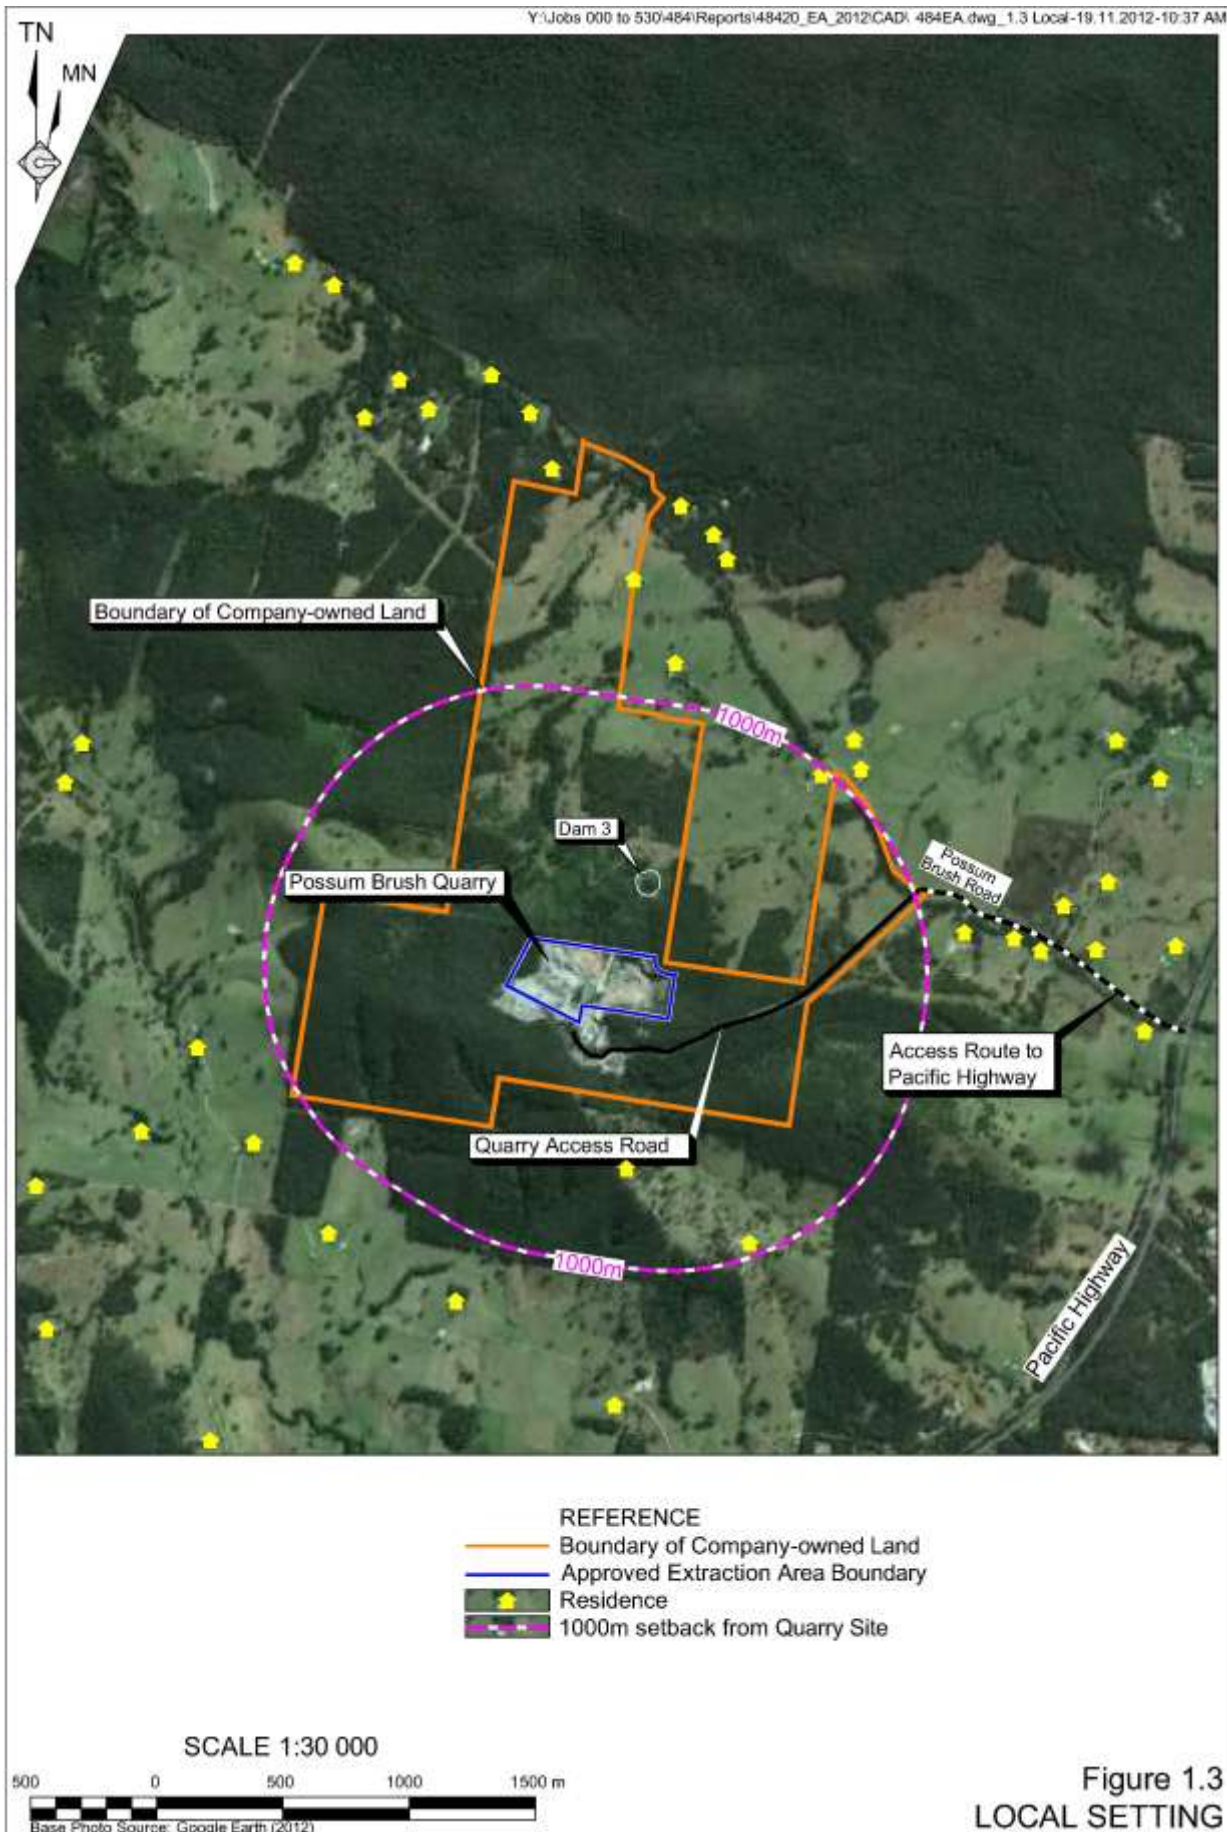 Y:\Jobs 000 to 530\484\Reports\48420_EA_2012\CAD\ 484EA.dwg_1.3 Local-19.11.2012-10:37 AM
TN
MN
Boundary of Company-owned Land
1000m
Dam 3
Possum Brush Quarry
Possum
Brush Road
Access Route to
Pacific Highway
Quarry Access Road
1000m
Pacific Highway
REFERENCE
Boundary of Company-owned Land
Approved Extraction Area Boundary
Residence
1000m setback from Quarry Site
SCALE 1:30 000
500 0 500 1000 1500 m
Base Photo Source: Google Earth (2012)
Figure 1.3
LOCAL SETTING